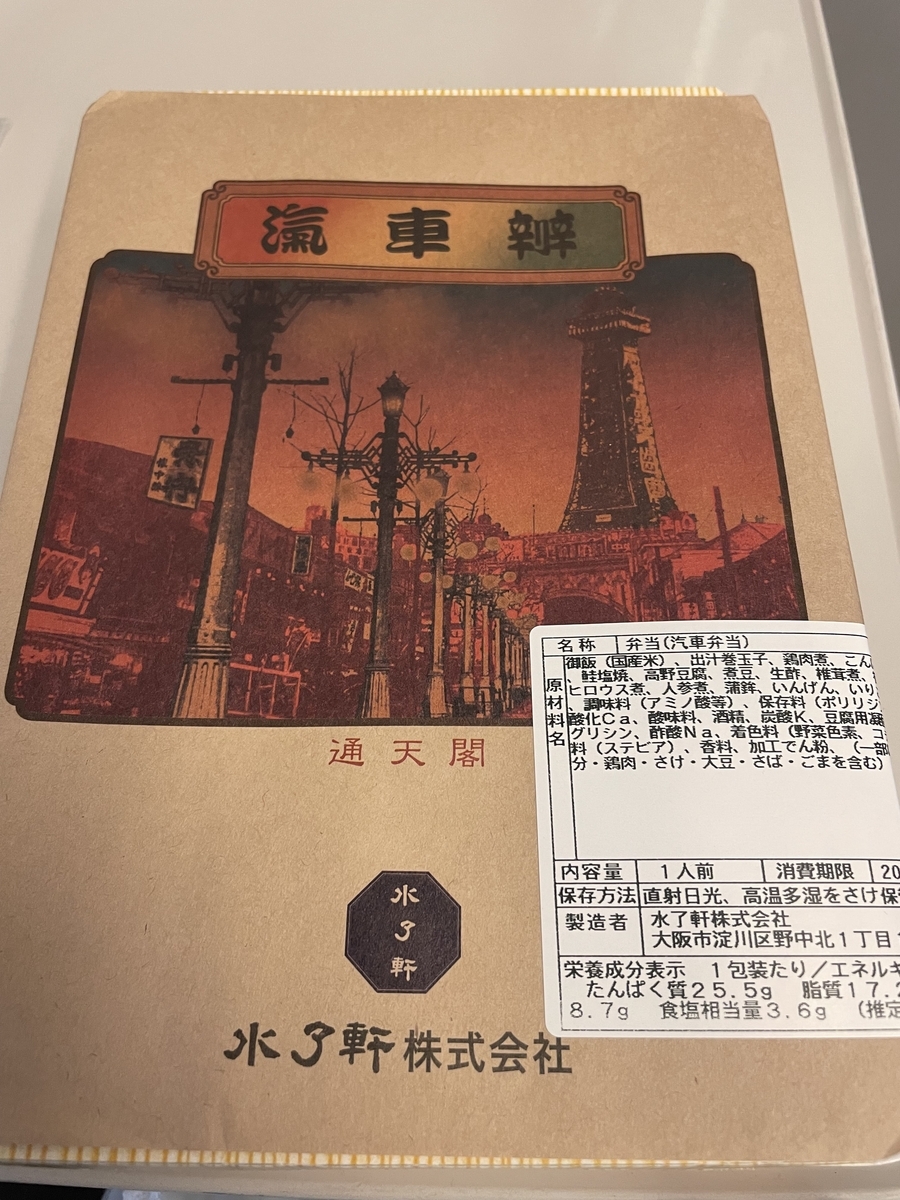 汽車辨
通天閣
水了軒
水了軒株式会社
名称 弁当(汽車弁当)
原材料名
御飯（国産米）、出汁巻玉子、鶏肉煮、こん
、鮭塩焼、高野豆腐、煮豆、生酢、椎茸煮、
ヒロウス煮、人参煮、蒲鉾、いんげん、いり
、調味料（アミノ酸等）、保存料（ポリリジ
酸化Ｃａ、酸味料、酒精、炭酸Ｋ、豆腐用凝
グリシン、酢酸Ｎａ、着色料（野菜色素、コ
料（ステビア）、香料、加工でん粉、（一部
分・鶏肉・さけ・大豆・さば・ごまを含む）
内容量 １人前 消費期限 20
保存方法 直射日光、高温多湿をさけ保
製造者 水了軒株式会社
大阪市淀川区野中北１丁目
栄養成分表示 １包装たり／エネルギ
たんぱく質２５.５g 脂質１７.２
８.７g 食塩相当量３.６g （推定